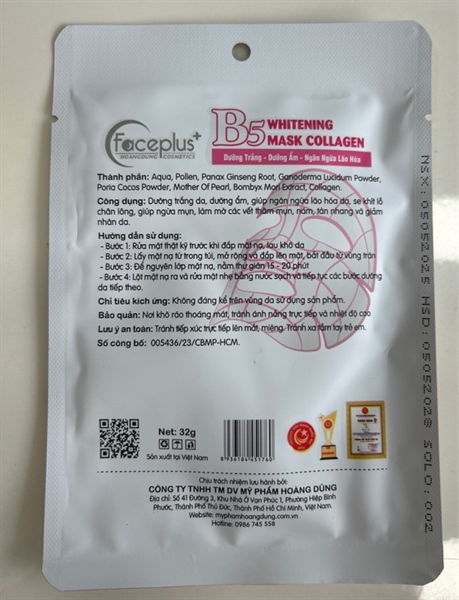 Faceplus+
HOANGDUNG COSMETICS
B5 WHITENING
MASK COLLAGEN
Dưỡng Trắng - Dưỡng Ẩm - Ngăn Ngừa Lão Hóa
Thành phần: Aqua, Pollen, Panax Ginseng Root, Ganoderma Lucidum Powder,
Poria Cocos Powder, Mother Of Pearl, Bombyx Mori Extract, Collagen.
Công dụng: Dưỡng trắng da, dưỡng ẩm, giúp ngăn ngừa lão hóa da, se khít lỗ
chân lông, giúp ngừa mụn, làm mờ các vết thâm mụn, nám, tàn nhang và giảm
nhăn da.
Hướng dẫn sử dụng:
- Bước 1: Rửa mặt thật kỹ trước khi đắp mặt nạ, lau khô da
- Bước 2: Lấy mặt nạ từ trong túi, mở rộng và đắp lên mặt, bắt đầu từ vùng trán
- Bước 3: Để nguyên lớp mặt nạ, nằm thư giãn 15 - 20 phút
- Bước 4: Lột mặt nạ ra và rửa mặt nhẹ bằng nước sạch và tiếp tục các bước dưỡng
da tiếp theo.
Chỉ tiêu kích ứng: Không đáng kể trên vùng da sử dụng sản phẩm.
Bảo quản: Nơi khô ráo thoáng mát, tránh ánh nắng trực tiếp và nhiệt độ cao
Lưu ý an toàn: Tránh tiếp xúc trực tiếp lên mắt, miệng. Tránh xa tầm tay trẻ em.
Số công bố: 005436/23/CBMP-HCM.
NSX: 05052025 HSD: 05052028 SOLO: 002
Net: 32g
Sản xuất tại Việt Nam
8 936186 451760
Chịu trách nhiệm lưu hành bởi:
CÔNG TY TNHH TM DV MỸ PHẨM HOÀNG DUNG
Địa chỉ: Số 41 Đường 3, Khu Nhà Ở Vạn Phúc 1, Phường Hiệp Bình
Phước, Thành Phố Thủ Đức, Thành Phố Hồ Chí Minh, Việt Nam.
Website: myphamhoangdung.com.vn
Hotline: 0986 745 558